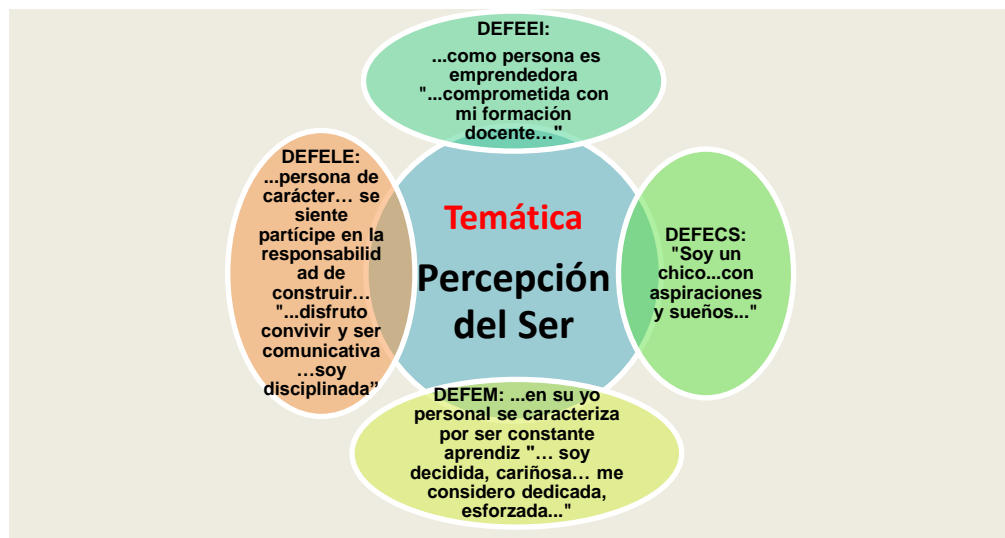 DEFEEI:
...como persona es
emprendedora
"...comprometida con
mi formación
docente…"
DEFELE:
...persona de
carácter… se
siente
partícipe en la
responsabilid
ad de
construir…
"...disfruto
convivir y ser
comunicativa
…soy
disciplinada”
Temática
Percepción
del Ser
DEFECS:
"Soy un
chico...con
aspiraciones
y sueños..."
DEFEM: ...en su yo
personal se caracteriza
por ser constante
aprendiz "… soy
decidida, cariñosa… me
considero dedicada,
esforzada..."